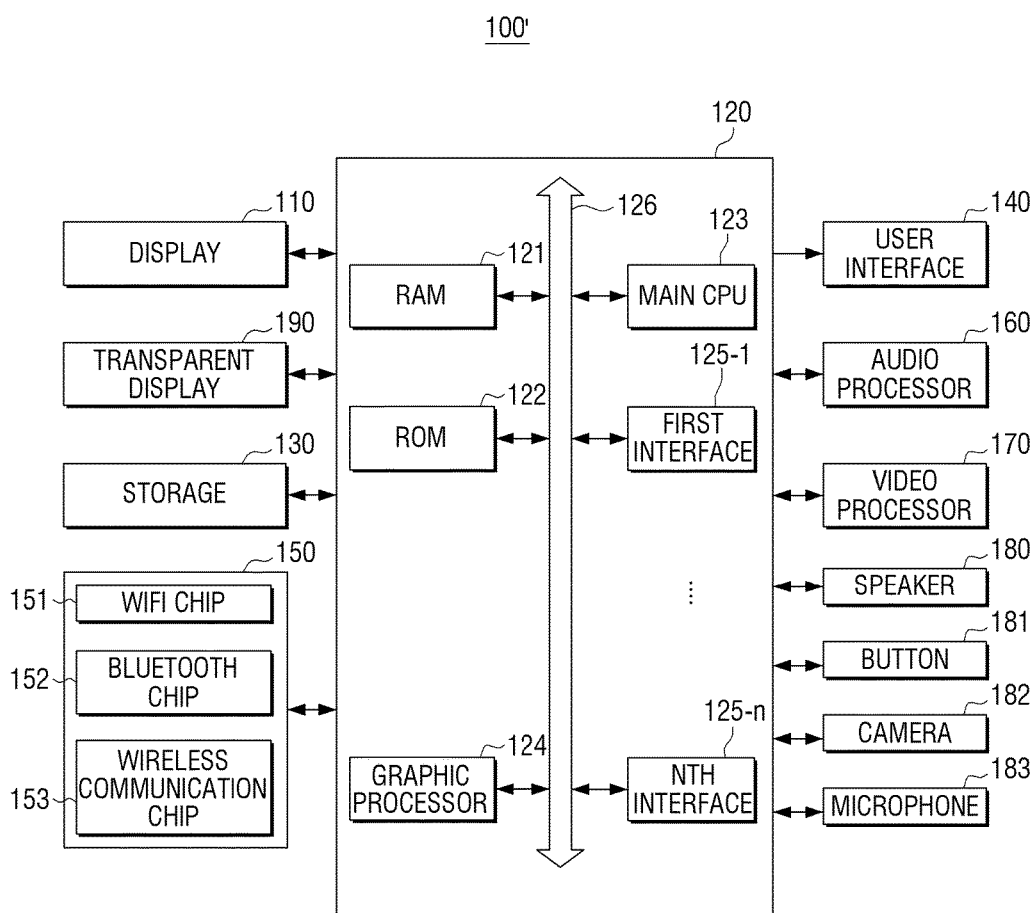 100'
120
110
DISPLAY
190
TRANSPARENT
DISPLAY
130
STORAGE
150
151
WIFI CHIP
152
BLUETOOTH
CHIP
153
WIRELESS
COMMUNICATION
CHIP
126
121
RAM
122
ROM
124
GRAPHIC
PROCESSOR
123
MAIN CPU
125-1
FIRST
INTERFACE
125-n
NTH
INTERFACE
140
USER
INTERFACE
160
AUDIO
PROCESSOR
170
VIDEO
PROCESSOR
180
SPEAKER
181
BUTTON
182
CAMERA
183
MICROPHONE